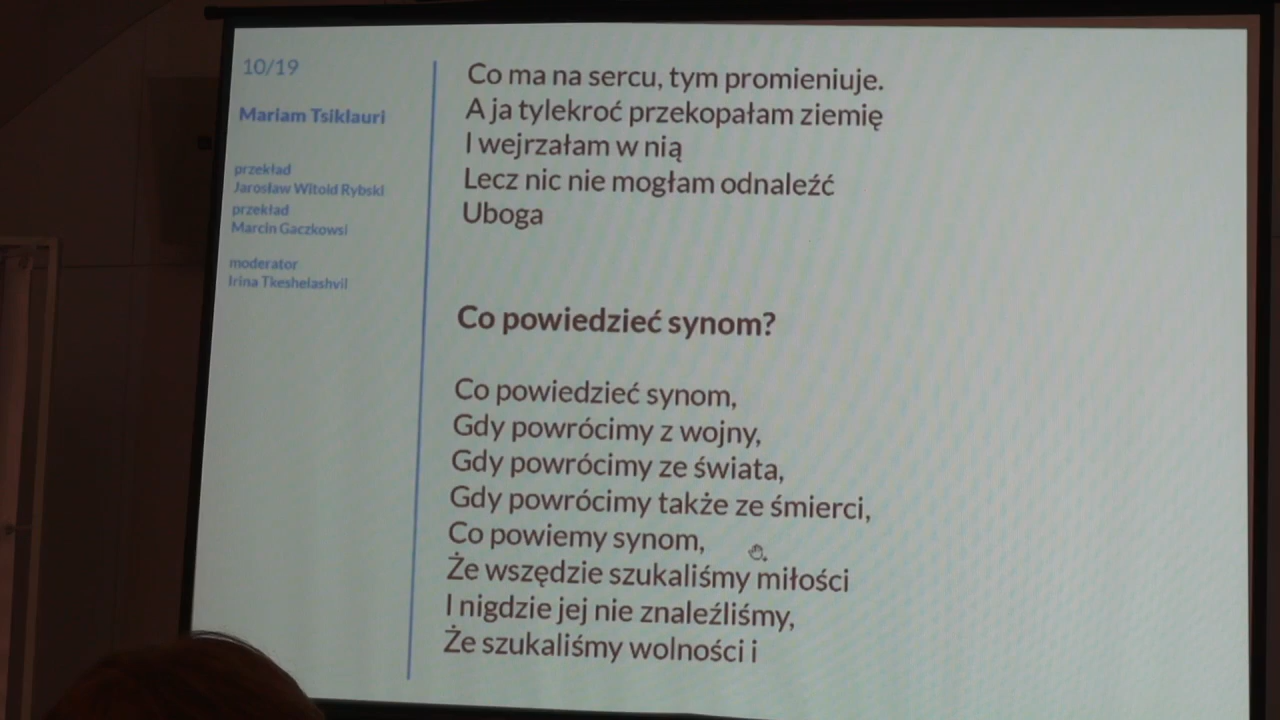 10/19
Mariam Tsiklauri
przekład
Jarosław Witold Rybski
przekład
Marcin Gaczkowsi
moderator
Irina Tkeshelashvil
Co ma na sercu, tym promieniuje.
A ja tylekroć przekopałam ziemię
I wejrzałam w nią
Lecz nic nie mogłam odnaleźć
Uboga
Co powiedzieć synom?
Co powiedzieć synom,
Gdy powrócimy z wojny,
Gdy powrócimy ze świata,
Gdy powrócimy także ze śmierci,
Co powiemy synom,
Że wszędzie szukaliśmy miłości
I nigdzie jej nie znaleźliśmy,
Że szukaliśmy wolności i